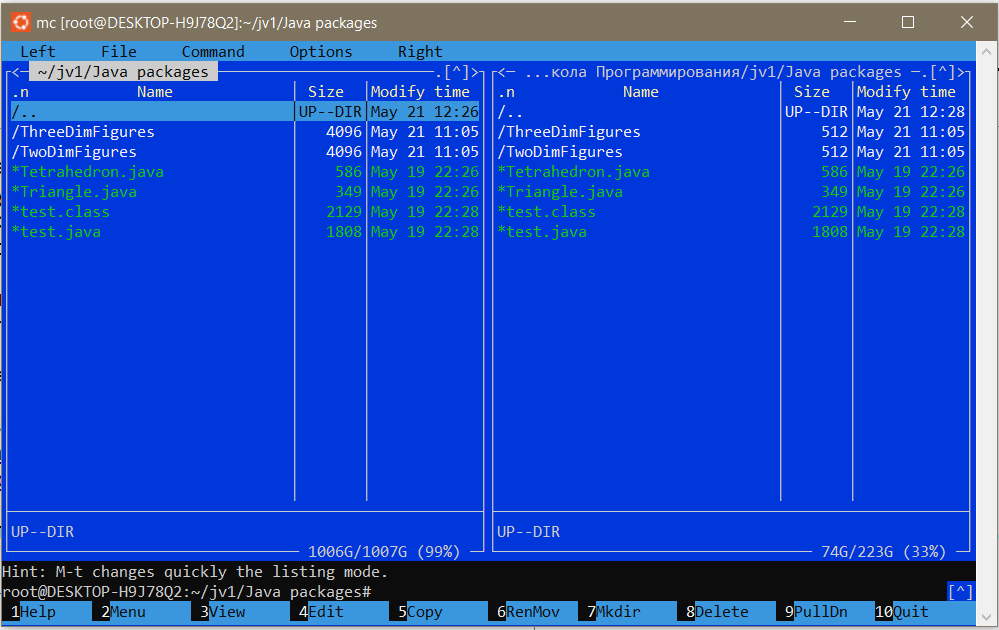 mc [root@DESKTOP-H9J78Q2]:~/jv1/Java packages
Left File Command Options Right
<─ ~/jv1/Java packages .[^]>
.n Name Size Modify time
/.. UP--DIR May 21 12:26
/ThreeDimFigures 4096 May 21 11:05
/TwoDimFigures 4096 May 21 11:05
*Tetrahedron.java 586 May 19 22:26
*Triangle.java 349 May 19 22:26
*test.class 2129 May 19 22:28
*test.java 1808 May 19 22:28
UP--DIR
1006G/1007G (99%)
<─ ...кола Программирования/jv1/Java packages ─.[^]>
.n Name Size Modify time
/.. UP--DIR May 21 12:28
/ThreeDimFigures 512 May 21 11:05
/TwoDimFigures 512 May 21 11:05
*Tetrahedron.java 586 May 19 22:26
*Triangle.java 349 May 19 22:26
*test.class 2129 May 19 22:28
*test.java 1808 May 19 22:28
UP--DIR
74G/223G (33%)
Hint: M-t changes quickly the listing mode.
root@DESKTOP-H9J78Q2:~/jv1/Java packages# [^]
1Help 2Menu 3View 4Edit 5Copy 6RenMov 7Mkdir 8Delete 9PullDn 10Quit